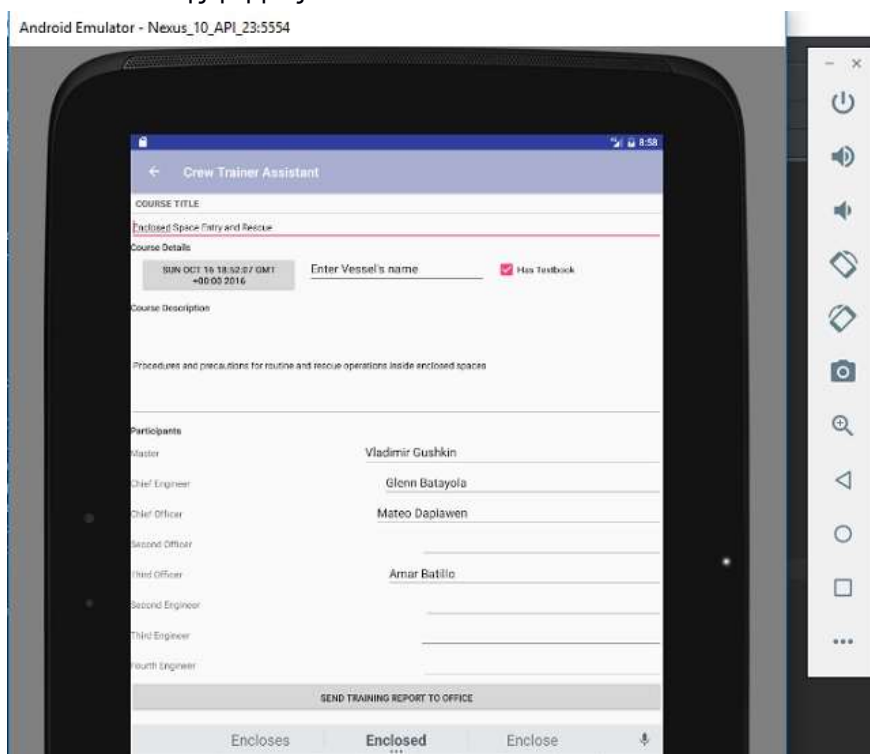 Android Emulator - Nexus_10_API_23:5554
8:58
Crew Trainer Assistant
COURSE TITLE
Enclosed Space Entry and Rescue
Course Details
SUN OCT 16 18:52:07 GMT
+00:00 2016
Enter Vessel's name
Has Textbook
Course Description
Procedures and precautions for routine and rescue operations inside enclosed spaces
Participants
Master
Vladimir Gushkin
Chief Engineer
Glenn Batayola
Chief Officer
Mateo Daplawen
Second Officer
Third Officer
Amar Batillo
Second Engineer
Third Engineer
Fourth Engineer
SEND TRAINING REPORT TO OFFICE
Encloses
Enclosed
Enclose